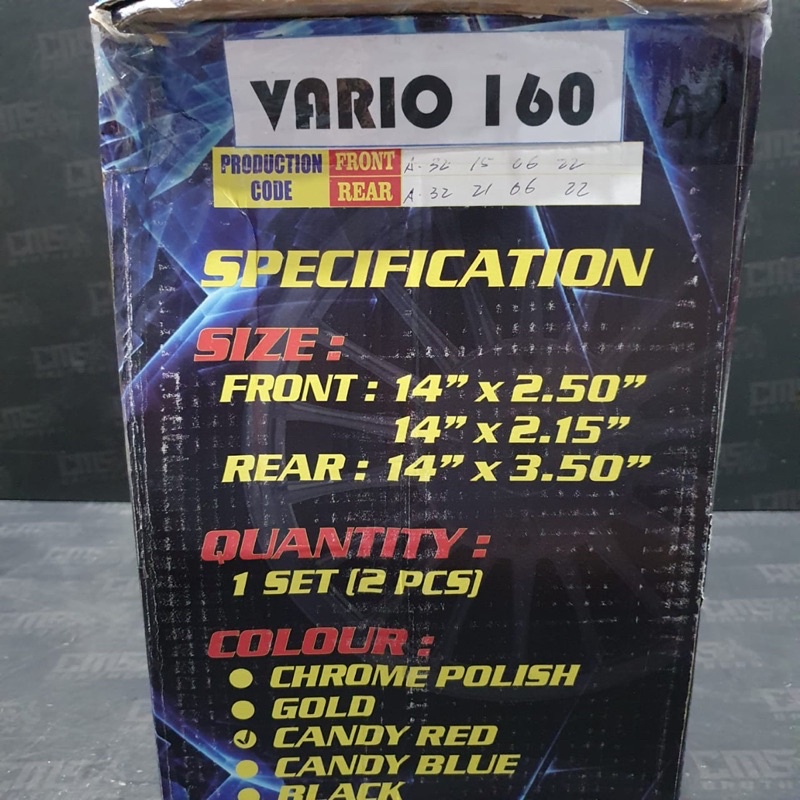 VARIO 160
49
PRODUCTION CODE
FRONT A. 32 15 06 22
REAR A. 32 21 06 22
SPECIFICATION
SIZE :
FRONT : 14” x 2.50”
14” x 2.15”
REAR : 14” x 3.50”
QUANTITY :
1 SET (2 PCS)
COLOUR :
CHROME POLISH
GOLD
CANDY RED
CANDY BLUE
BLACK